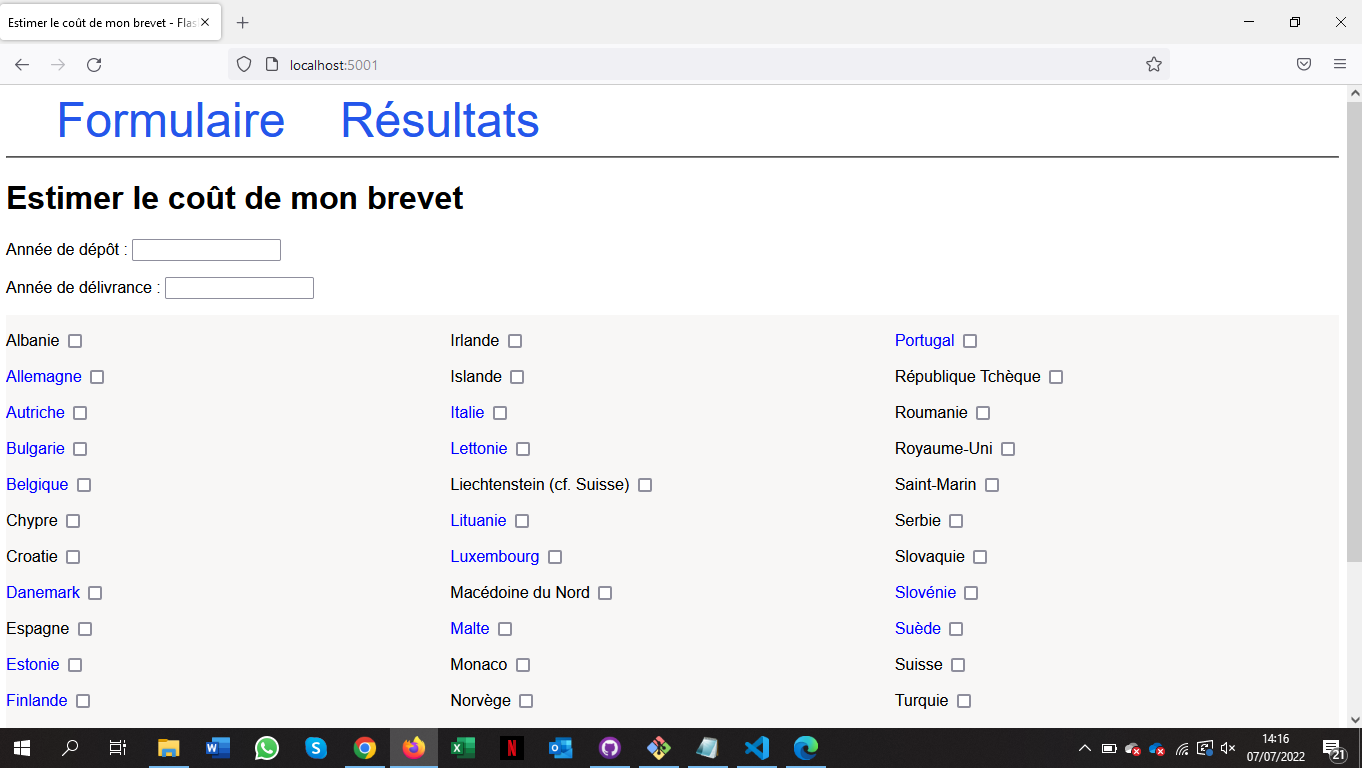 Estimer le coût de mon brevet - Flas
localhost:5001
Formulaire Résultats
Estimer le coût de mon brevet
Année de dépôt :
Année de délivrance :
Albanie
Allemagne
Autriche
Bulgarie
Belgique
Chypre
Croatie
Danemark
Espagne
Estonie
Finlande
Irlande
Islande
Italie
Lettonie
Liechtenstein (cf. Suisse)
Lituanie
Luxembourg
Macédoine du Nord
Malte
Monaco
Norvège
Portugal
République Tchèque
Roumanie
Royaume-Uni
Saint-Marin
Serbie
Slovaquie
Slovénie
Suède
Suisse
Turquie
14:16
07/07/2022
21